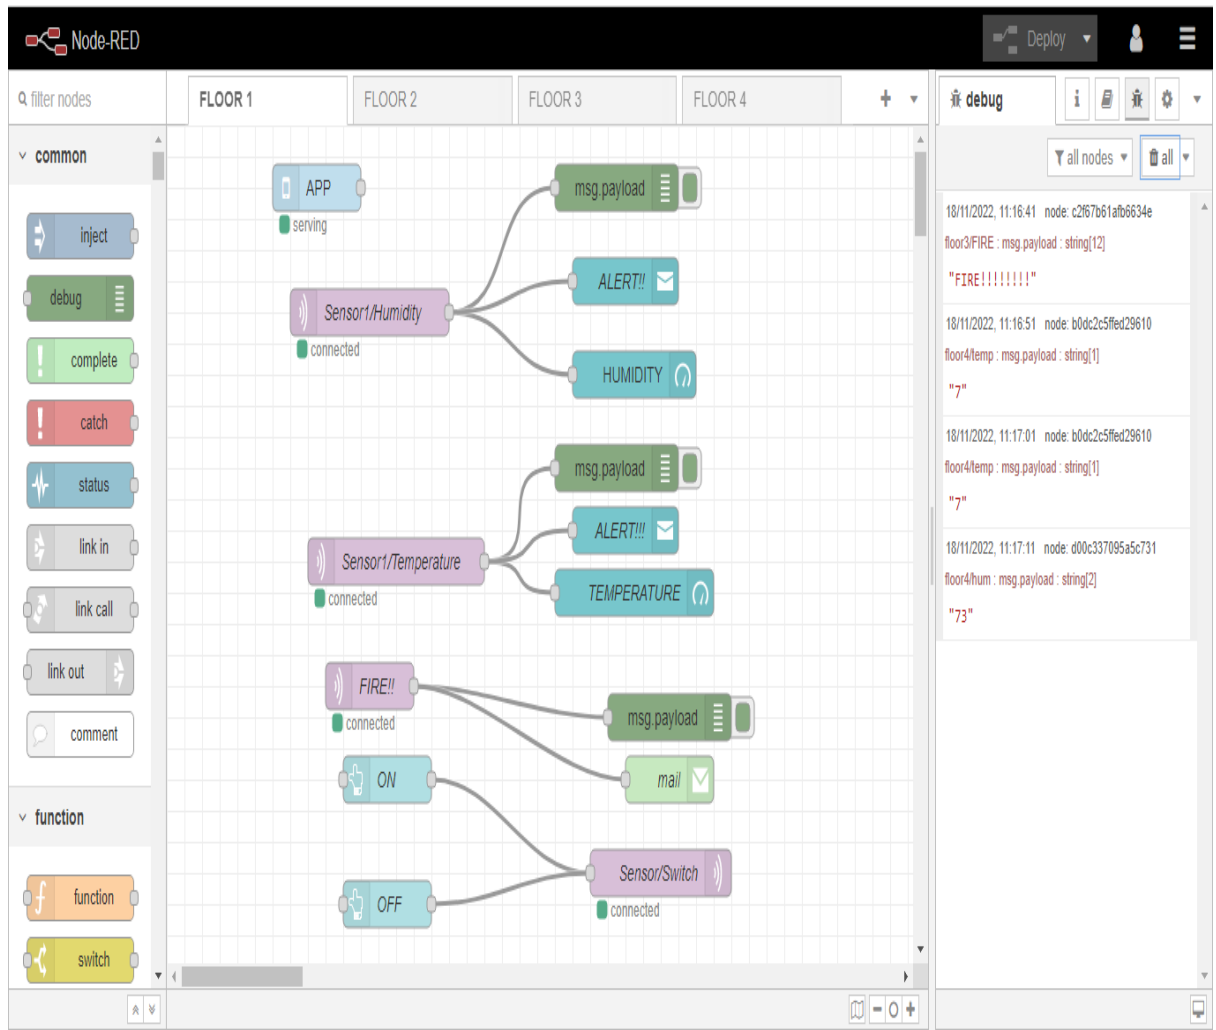 Node-RED
Deploy
filter nodes
FLOOR 1
FLOOR 2
FLOOR 3
FLOOR 4
debug
i
common
inject
debug
complete
catch
status
link in
link call
link out
comment
function
function
switch
APP
serving
msg.payload
ALERT!!
Sensor1/Humidity
connected
HUMIDITY
msg.payload
ALERT!!!
Sensor1/Temperature
connected
TEMPERATURE
FIRE!!
connected
msg.payload
ON
mail
Sensor/Switch
connected
OFF
all nodes
all
18/11/2022, 11:16:41 node: c2f67b61afb6634e
floor3/FIRE : msg.payload : string[12]
"FIRE!!!!!!!!"
18/11/2022, 11:16:51 node: b0dc2c5ffed29610
floor4/temp : msg.payload : string[1]
"7"
18/11/2022, 11:17:01 node: b0dc2c5ffed29610
floor4/temp : msg.payload : string[1]
"7"
18/11/2022, 11:17:11 node: d00c337095a5c731
floor4/hum : msg.payload : string[2]
"73"